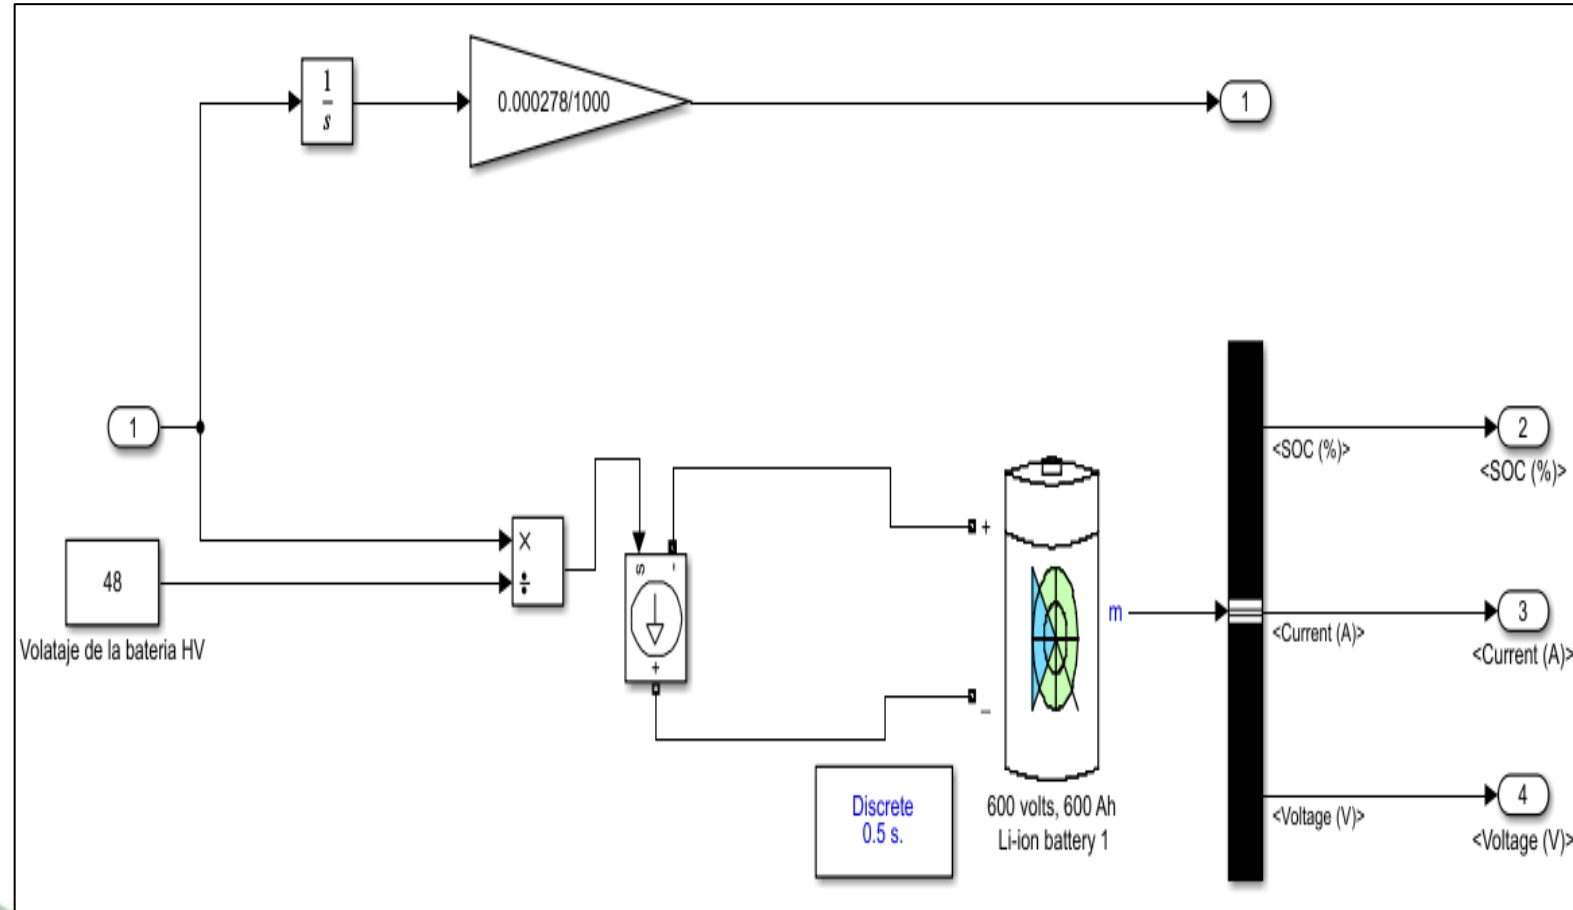 1
s
0.000278/1000
1
1
48
Volataje de la bateria HV
×
÷
s
-
+
+
_
m
Discrete
0.5 s.
600 volts, 600 Ah
Li-ion battery 1
<SOC (%)>
2
<SOC (%)>
<Current (A)>
3
<Current (A)>
<Voltage (V)>
4
<Voltage (V)>